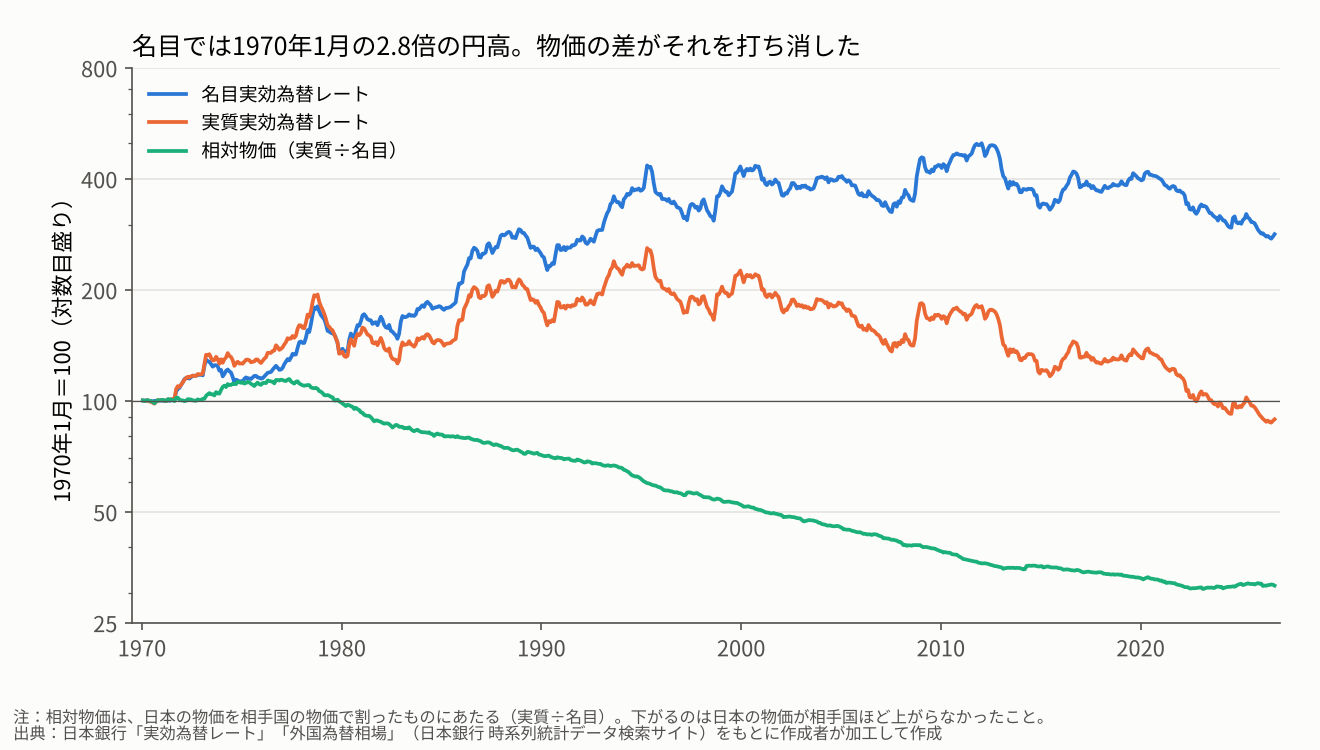 名目では1970年1月の2.8倍の円高。物価の差がそれを打ち消した
800
400
200
100
50
25
1970年1月＝100（対数目盛り）
名目実効為替レート
実質実効為替レート
相対物価（実質÷名目）
1970
1980
1990
2000
2010
2020
注：相対物価は、日本の物価を相手国の物価で割ったものにあたる（実質÷名目）。下がるのは日本の物価が相手国ほど上がらなかったこと。
出典：日本銀行「実効為替レート」「外国為替相場」（日本銀行 時系列統計データ検索サイト）をもとに作成者が加工して作成